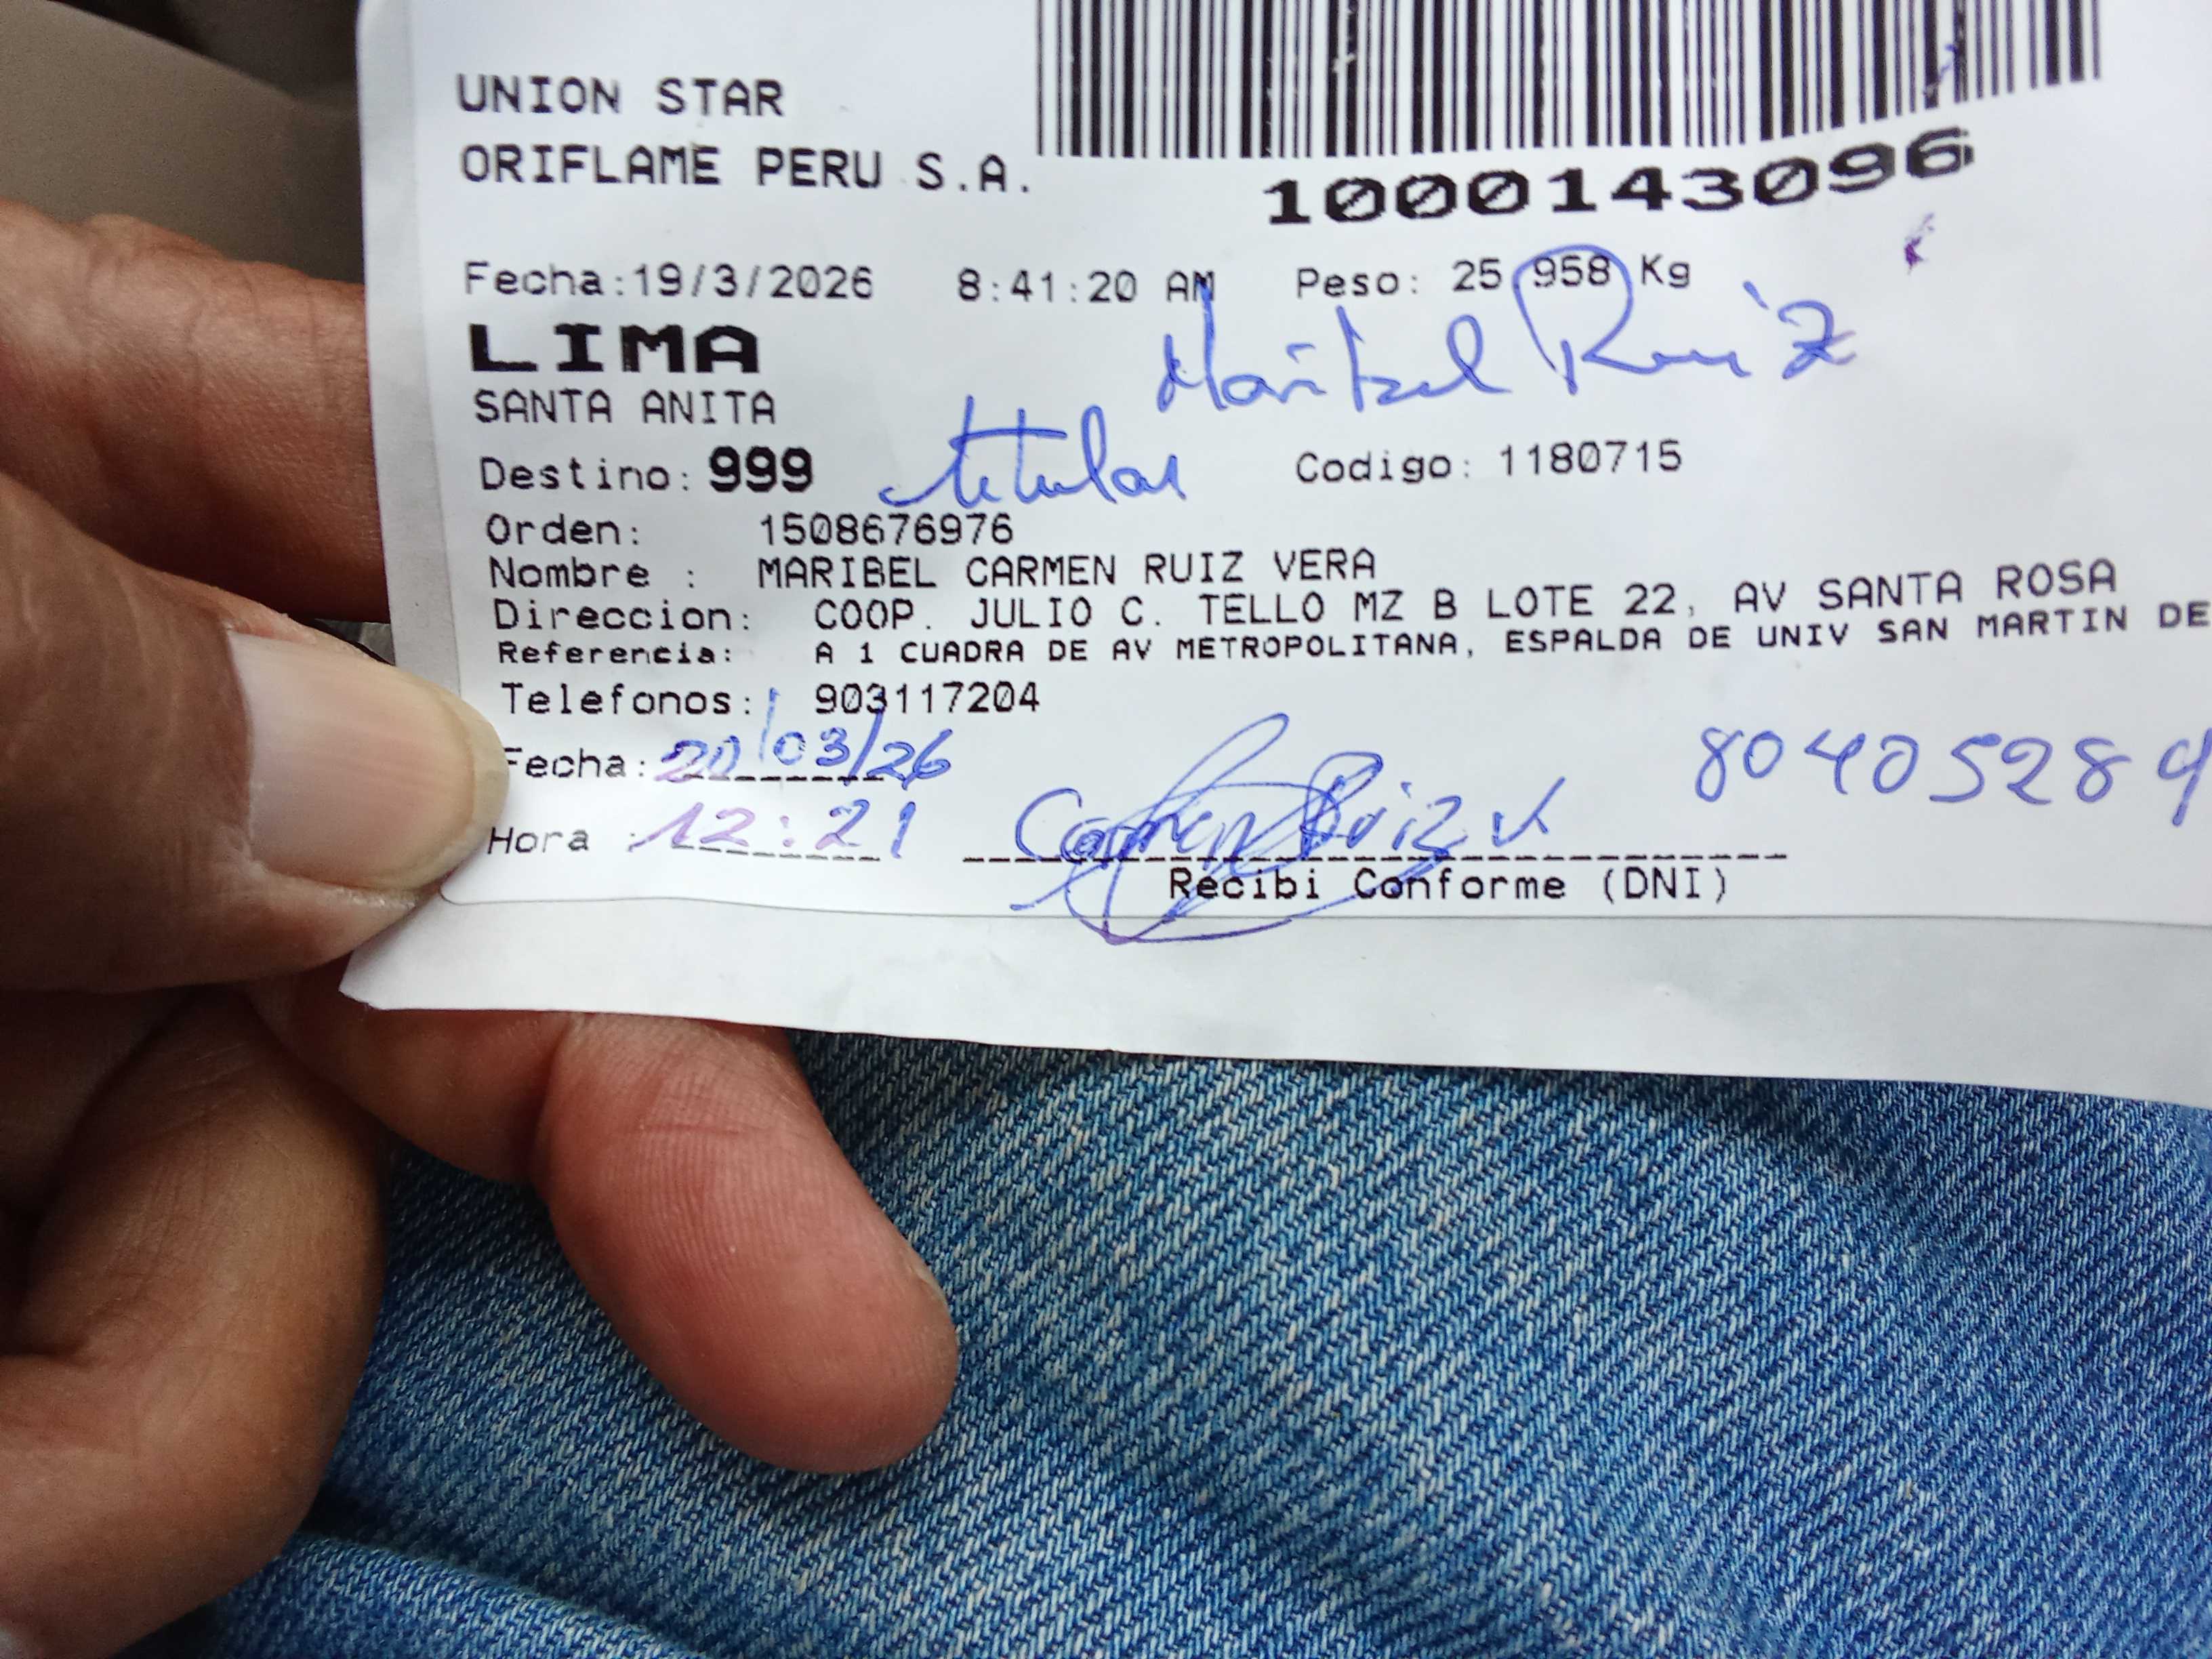 UNION STAR
ORIFLAME PERU S.A.
1000143096
Fecha:19/3/2026 8:41:20 AM Peso: 25,958 Kg
LIMA
Maribel Ruiz
SANTA ANITA
titular
Destino: 999 Codigo: 1180715
Orden: 1508676976
Nombre : MARIBEL CARMEN RUIZ VERA
Direccion: COOP. JULIO C. TELLO MZ B LOTE 22, AV SANTA ROSA
Referencia: A 1 CUADRA DE AV METROPOLITANA, ESPALDA DE UNIV SAN MARTIN DE
Telefonos: 903117204
Fecha: 20/03/26 80405289
Hora : 12:21 Carmen Ruiz V
Recibi Conforme (DNI)